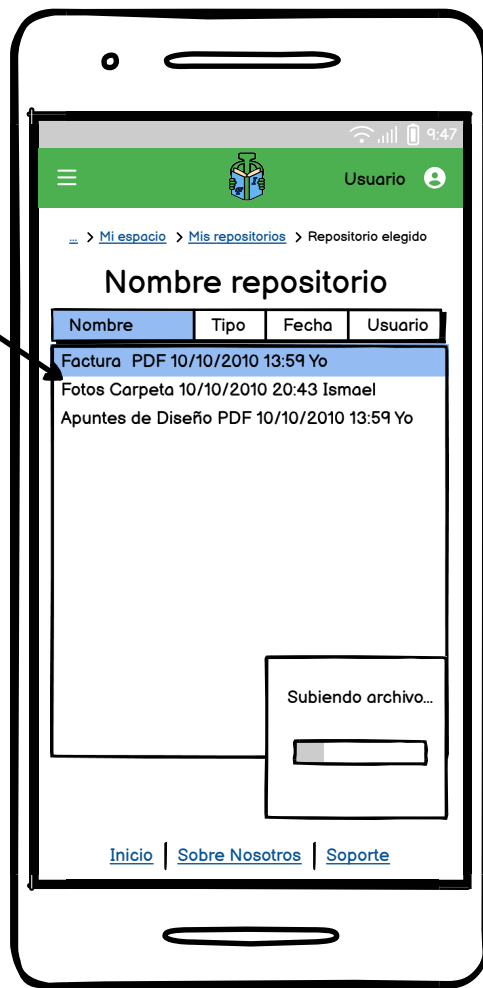 9:47
Usuario
... > Mi espacio > Mis repositorios > Repositorio elegido
Nombre repositorio
Nombre Tipo Fecha Usuario
Factura PDF 10/10/2010 13:59 Yo
Fotos Carpeta 10/10/2010 20:43 Ismael
Apuntes de Diseño PDF 10/10/2010 13:59 Yo
Subiendo archivo...
Inicio | Sobre Nosotros | Soporte